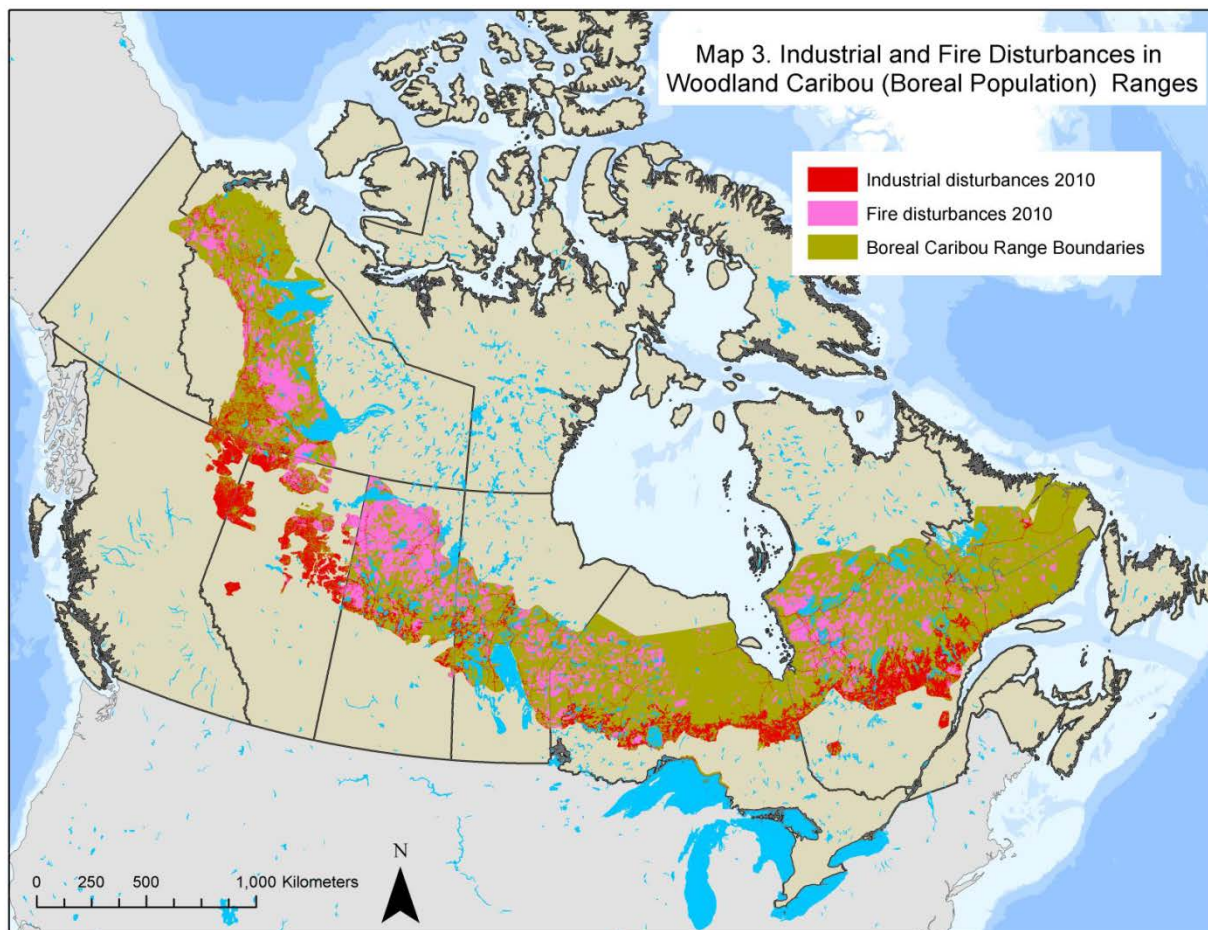 Map 3. Industrial and Fire Disturbances in
Woodland Caribou (Boreal Population) Ranges
Industrial disturbances 2010
Fire disturbances 2010
Boreal Caribou Range Boundaries
N
0 250 500 1,000 Kilometers